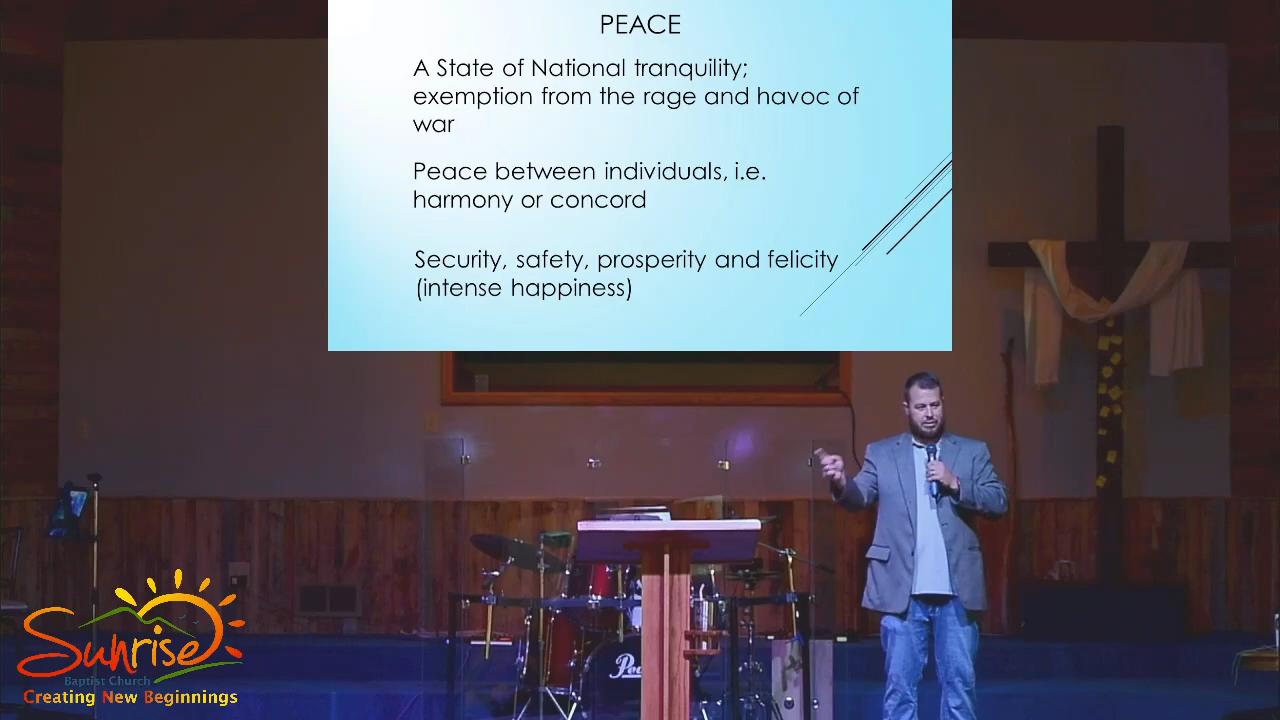 PEACE
A State of National tranquility;
exemption from the rage and havoc of
war
Peace between individuals, i.e.
harmony or concord
Security, safety, prosperity and felicity
(intense happiness)
Sunrise
Baptist Church
Creating New Beginnings